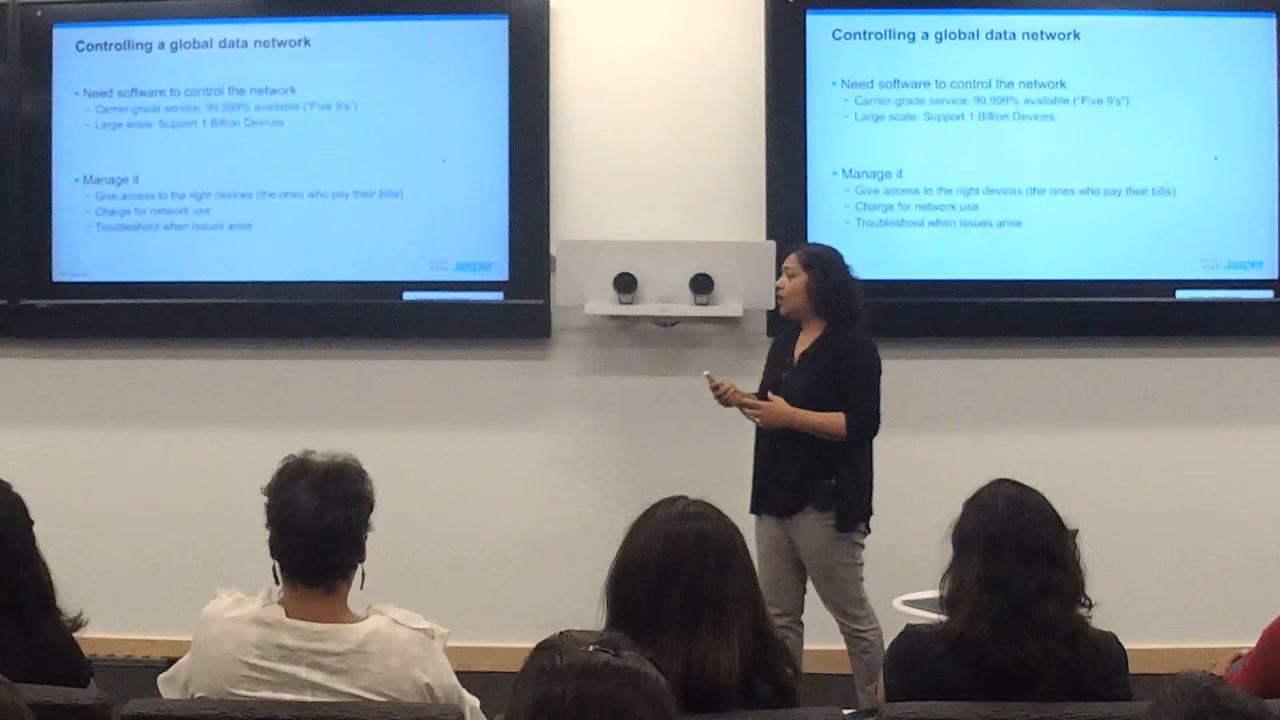 Controlling a global data network
• Need software to control the network
– Carrier-grade service: 99.999% available ("Five 9's")
– Large scale: Support 1 Billion Devices
• Manage it
– Give access to the right devices (the ones who pay their bills)
– Charge for network use
– Troubleshoot when issues arise
Jasper
Controlling a global data network
• Need software to control the network
– Carrier-grade service: 99.999% available ("Five 9's")
– Large scale: Support 1 Billion Devices
• Manage it
– Give access to the right devices (the ones who pay their bills)
– Charge for network use
– Troubleshoot when issues arise
Jasper